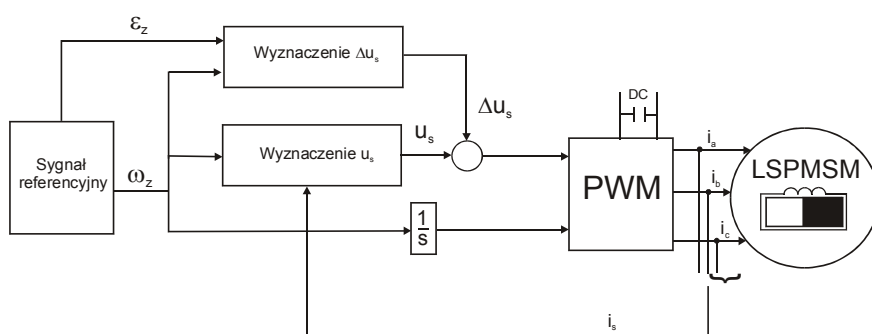 ε_z
Wyznaczenie Δu_s
DC
Δu_s
u_s
i_a
Sygnał
referencyjny
ω_z
Wyznaczenie u_s
PWM
i_b
LSPMSM
1
s
i_c
i_s